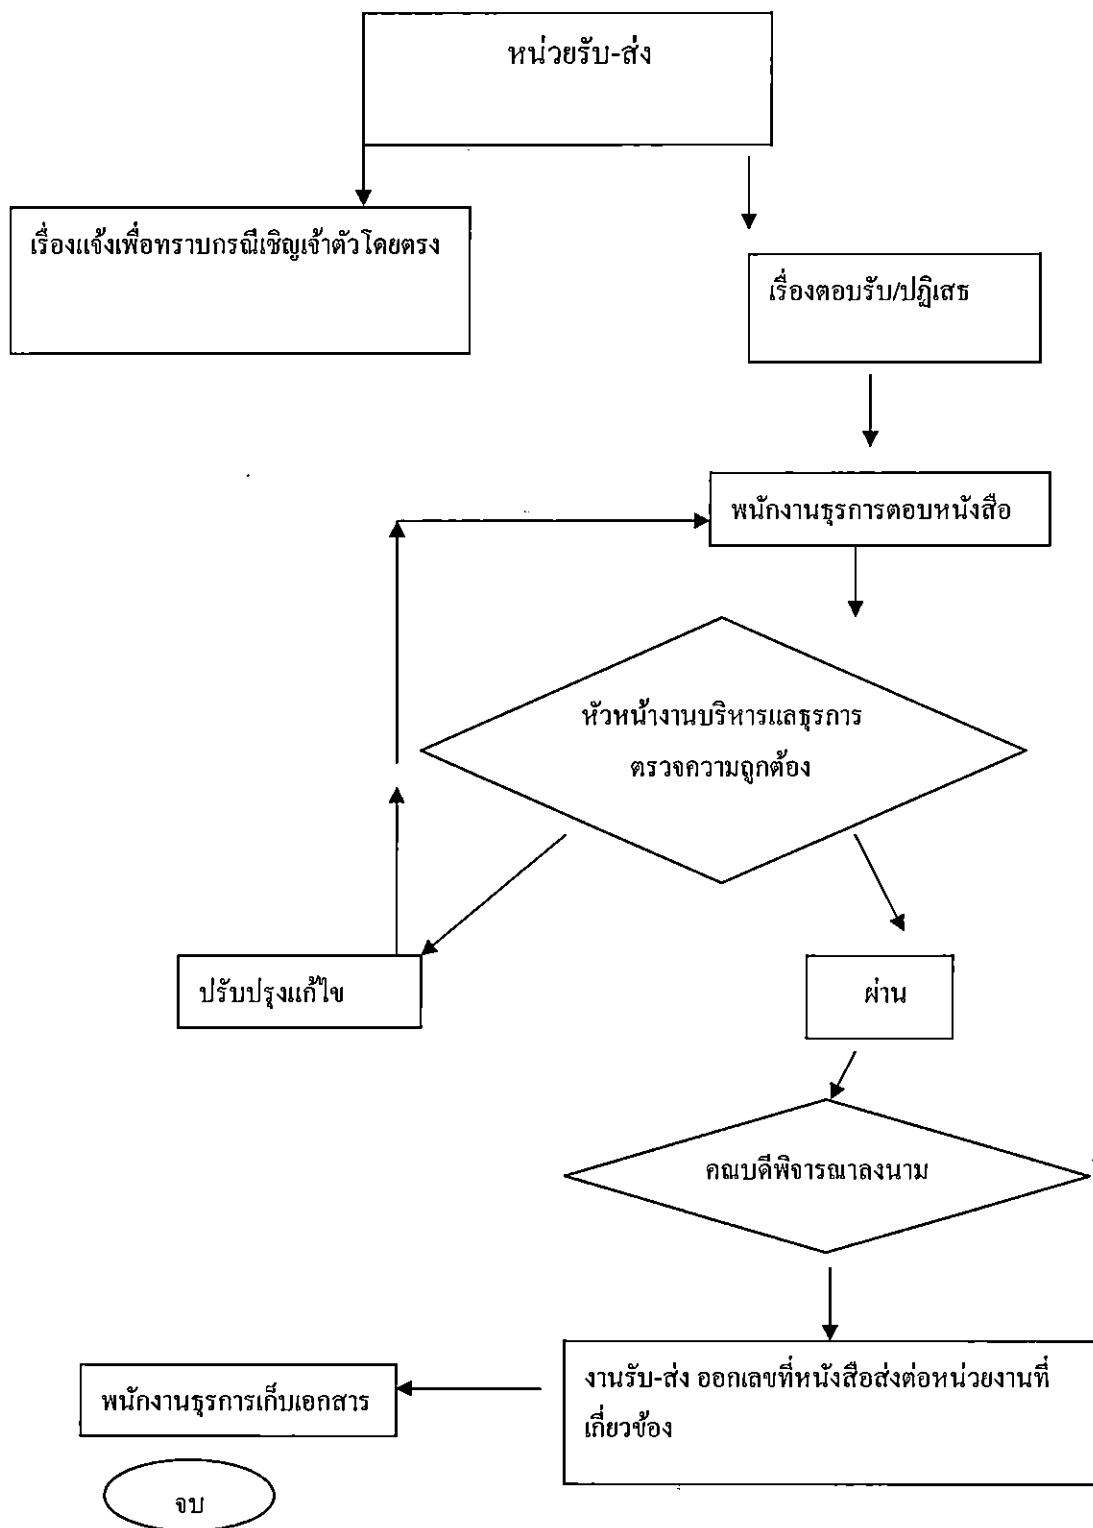 หน่วยรับ-ส่ง
เรื่องแจ้งเพื่อทราบกรณีเชิญเจ้าตัวโดยตรง
เรื่องตอบรับ/ปฏิเสธ
พนักงานธุรการตอบหนังสือ
หัวหน้างานบริหารแลธุรการ
ตรวจความถูกต้อง
ปรับปรุงแก้ไข
ผ่าน
คณบดีพิจารณาลงนาม
งานรับ-ส่ง ออกเลขที่หนังสือส่งต่อหน่วยงานที่
เกี่ยวข้อง
พนักงานธุรการเก็บเอกสาร
จบ